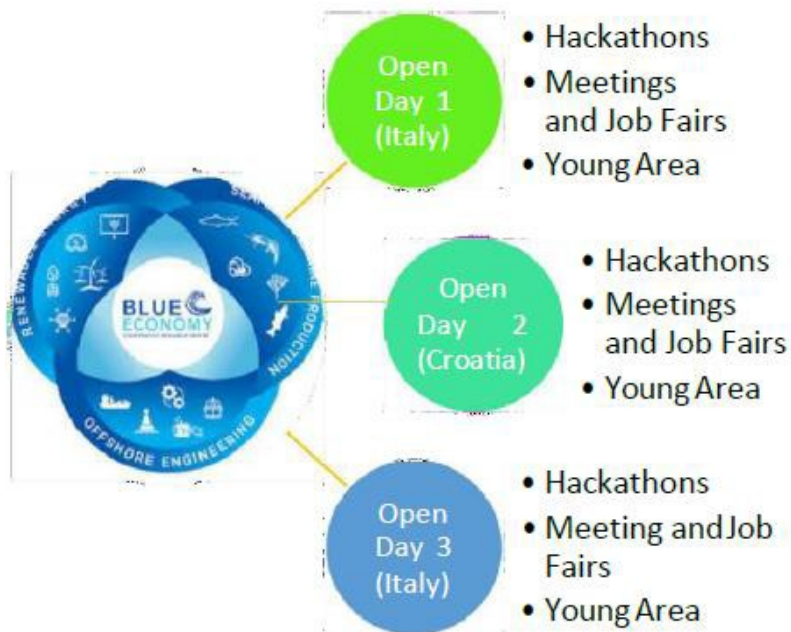 Open
Day 1
(Italy)
• Hackathons
• Meetings
and Job Fairs
• Young Area
RENEWABLE
PRODUCTION
OFFSHORE ENGINEERING
BLUE
ECONOMY
Open
Day 2
(Croatia)
• Hackathons
• Meetings
and Job Fairs
• Young Area
Open
Day 3
(Italy)
• Hackathons
• Meeting and Job
Fairs
• Young Area